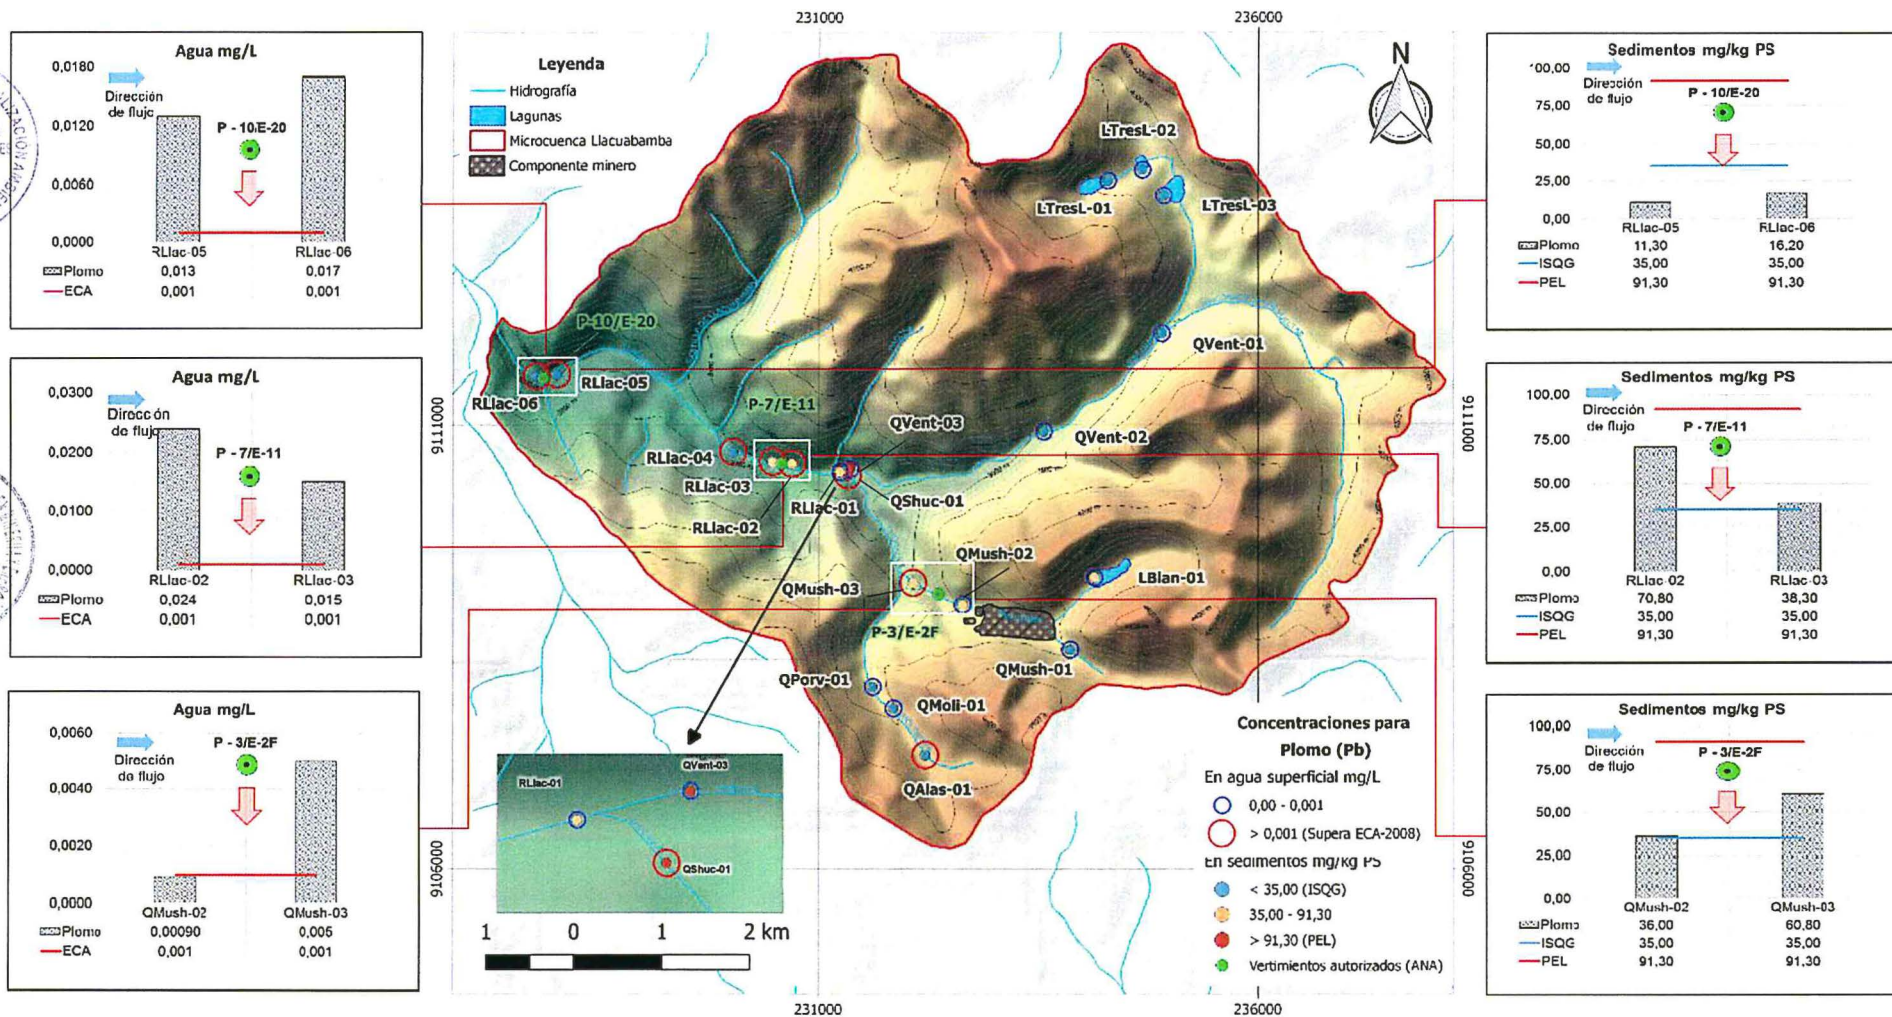 231000
236000
Agua mg/L
0,0180
0,0120
0,0060
0,0000
Dirección
de flujo
P - 10/E-20
RLlac-05
RLlac-06
Plomo
0,013
0,017
ECA
0,001
0,001
Agua mg/L
0,0300
0,0200
0,0100
0,0000
Dirección
de flujo
P - 7/E-11
RLlac-02
RLlac-03
Plomo
0,024
0,015
ECA
0,001
0,001
Agua mg/L
0,0060
0,0040
0,0020
0,0000
Dirección
de flujo
P - 3/E-2F
QMush-02
QMush-03
Plomo
0,00090
0,005
ECA
0,001
0,001
Leyenda
Hidrografía
Lagunas
Microcuenca Llacuabamba
Componente minero
N
LTresL-02
LTresL-01
LTresL-03
P-10/E-20
QVent-01
RLlac-05
RLlac-06
P-7/E-11
QVent-03
QVent-02
RLlac-04
RLlac-03
RLlac-01
QShuc-01
RLlac-02
QMush-02
QMush-03
LBlan-01
P-3/E-2F
QMush-01
QPorv-01
QMoli-01
QAlas-01
9111000
9111000
9106000
9106000
QVent-03
RLlac-01
QShuc-01
1 0 1 2 km
Concentraciones para
Plomo (Pb)
En agua superficial mg/L
0,00 - 0,001
> 0,001 (Supera ECA-2008)
En sedimentos mg/kg PS
< 35,00 (ISQG)
35,00 - 91,30
> 91,30 (PEL)
Vertimientos autorizados (ANA)
231000
236000
Sedimentos mg/kg PS
100,00
75,00
50,00
25,00
0,00
Dirección
de flujo
P - 10/E-20
RLlac-05
RLlac-06
Plomo
11,30
16,20
ISQG
35,00
35,00
PEL
91,30
91,30
Sedimentos mg/kg PS
100,00
75,00
50,00
25,00
0,00
Dirección
de flujo
P - 7/E-11
RLlac-02
RLlac-03
Plomo
70,80
38,30
ISQG
35,00
35,00
PEL
91,30
91,30
Sedimentos mg/kg PS
100,00
75,00
50,00
25,00
0,00
Dirección
de flujo
P - 3/E-2F
QMush-02
QMush-03
Plomo
36,00
60,80
ISQG
35,00
35,00
PEL
91,30
91,30